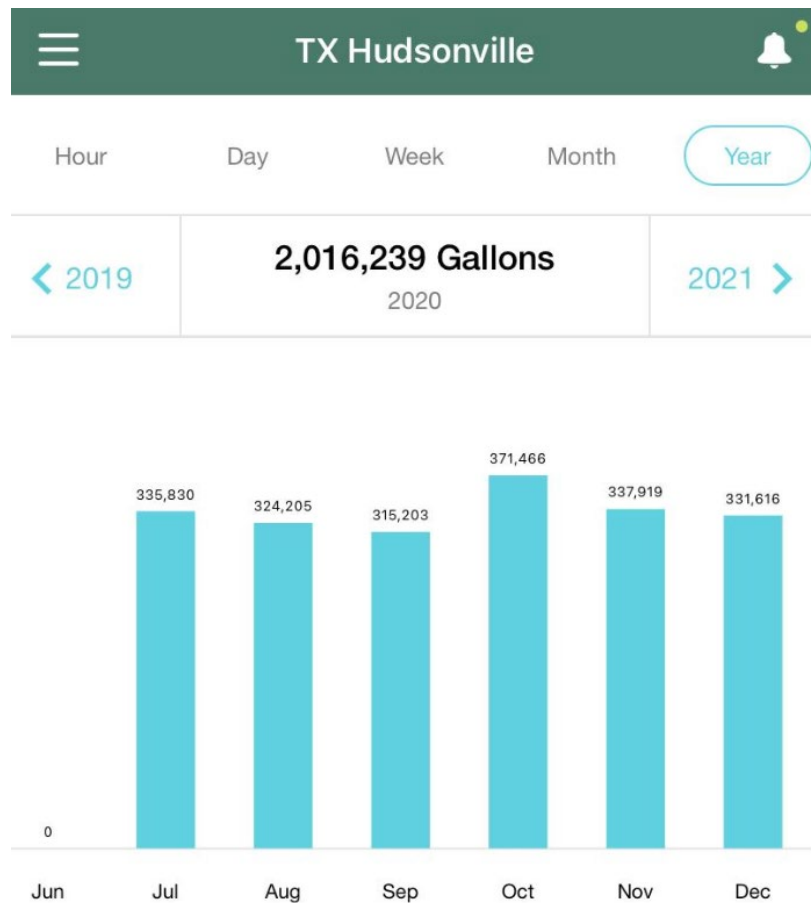 TX Hudsonville
Hour Day Week Month Year
2019
2,016,239 Gallons
2020
2021
371,466
335,830
337,919
331,616
324,205
315,203
0
Jun Jul Aug Sep Oct Nov Dec